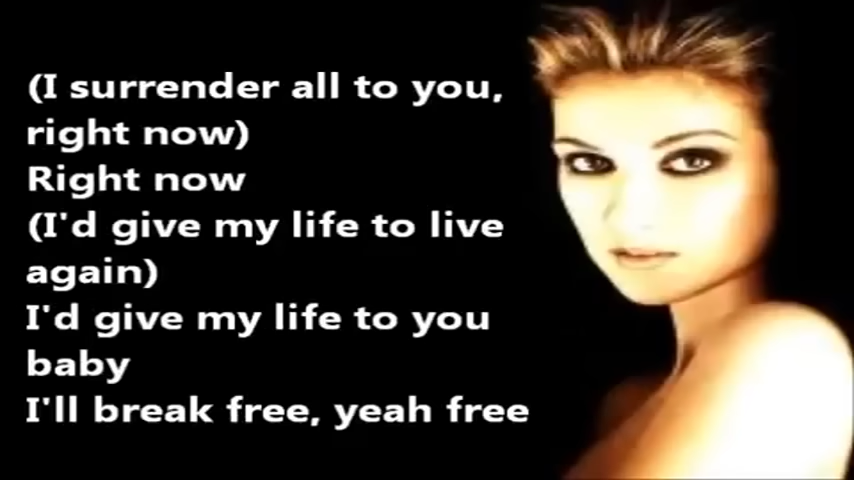 (I surrender all to you,
right now)
Right now
(I'd give my life to live
again)
I'd give my life to you
baby
I'll break free, yeah free